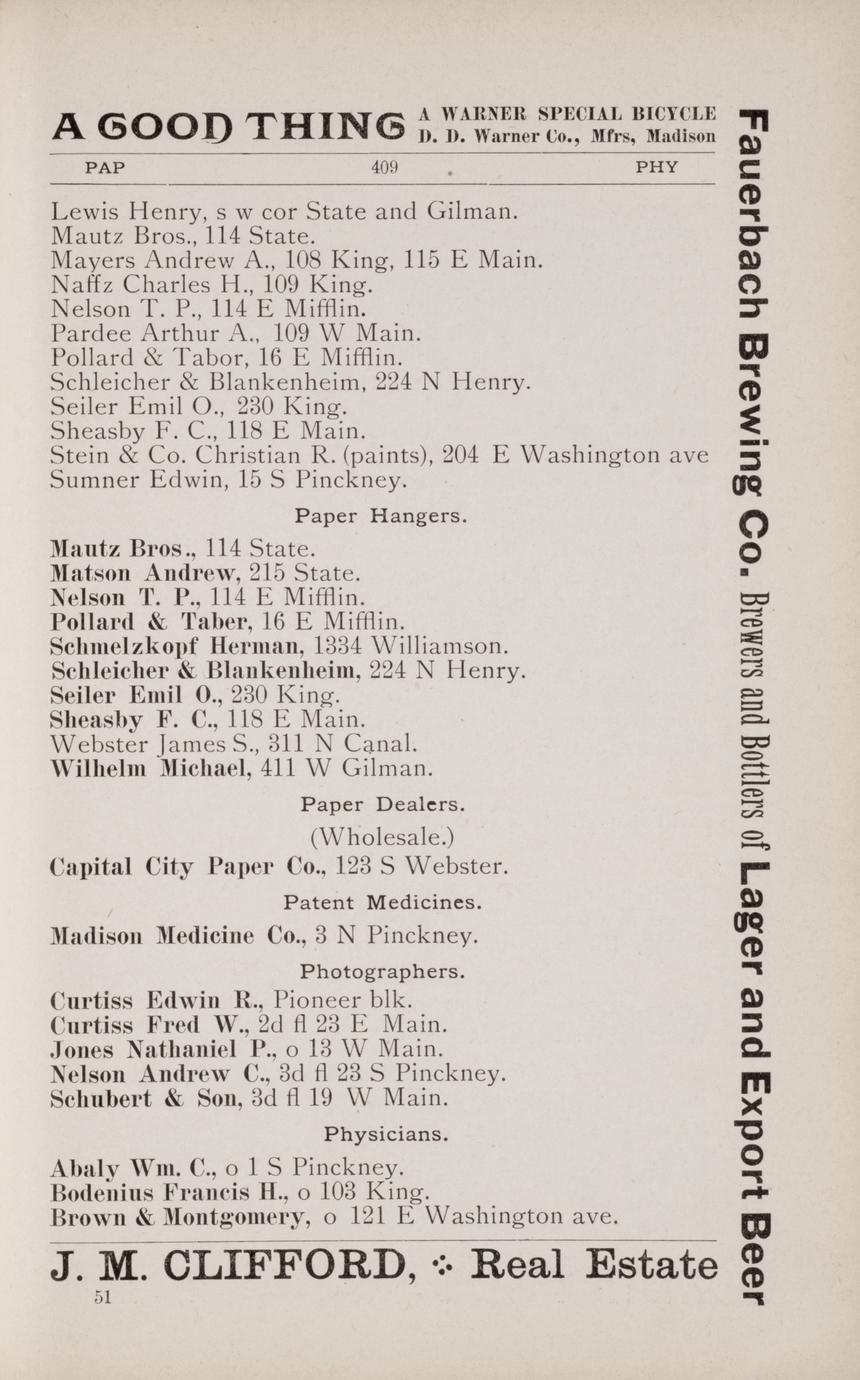 A GOOD THING A WARNER SPECIAL BICYCLE
D. D. Warner Co., Mfrs, Madison
PAP 409 PHY
Lewis Henry, s w cor State and Gilman.
Mautz Bros., 114 State.
Mayers Andrew A., 108 King, 115 E Main.
Naffz Charles H., 109 King.
Nelson T. P., 114 E Mifflin.
Pardee Arthur A., 109 W Main.
Pollard & Tabor, 16 E Mifflin.
Schleicher & Blankenheim, 224 N Henry.
Seiler Emil O., 230 King.
Sheasby F. C., 118 E Main.
Stein & Co. Christian R. (paints), 204 E Washington ave
Sumner Edwin, 15 S Pinckney.
Paper Hangers.
Mautz Bros., 114 State.
Matson Andrew, 215 State.
Nelson T. P., 114 E Mifflin.
Pollard & Taber, 16 E Mifflin.
Schmelzkopf Herman, 1334 Williamson.
Schleicher & Blankenheim, 224 N Henry.
Seiler Emil O., 230 King.
Sheasby F. C., 118 E Main.
Webster James S., 311 N Canal.
Wilhelm Michael, 411 W Gilman.
Paper Dealers.
(Wholesale.)
Capital City Paper Co., 123 S Webster.
Patent Medicines.
Madison Medicine Co., 3 N Pinckney.
Photographers.
Curtiss Edwin R., Pioneer blk.
Curtiss Fred W., 2d fl 23 E Main.
Jones Nathaniel P., o 13 W Main.
Nelson Andrew C., 3d fl 23 S Pinckney.
Schubert & Son, 3d fl 19 W Main.
Physicians.
Abaly Wm. C., o 1 S Pinckney.
Bodenius Francis H., o 103 King.
Brown & Montgomery, o 121 E Washington ave.
J. M. CLIFFORD, Real Estate
51
Fauerbach Brewing Co. Brewers and Bottlers of Lager and Export Beer